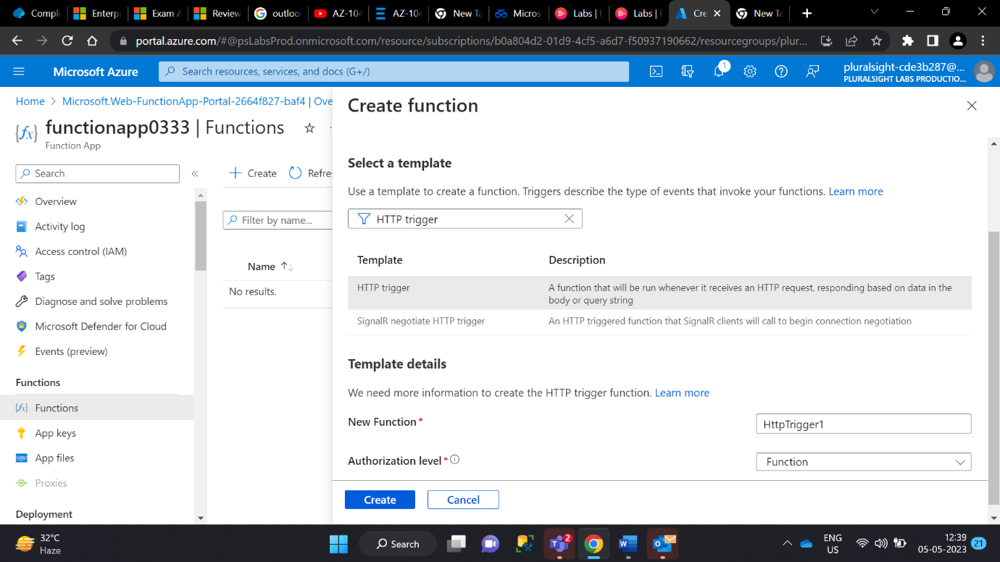 Comple
Enterp
Exam A
Review
outloo
AZ-104
AZ-104
New Ta
Micros
Labs |
Labs |
Cre
New Ta
portal.azure.com/#@psLabsProd.onmicrosoft.com/resource/subscriptions/b0a804d2-01d9-4cf5-a6d7-f50937190662/resourcegroups/plur...
Microsoft Azure
Search resources, services, and docs (G+/)
1
pluralsight-cde3b287@...
PLURALSIGHT LABS PRODUCTIO...
Home > Microsoft.Web-FunctionApp-Portal-2664f827-baf4 | Ove
functionapp0333 | Functions
Function App
Search
«
Overview
Activity log
Access control (IAM)
Tags
Diagnose and solve problems
Microsoft Defender for Cloud
Events (preview)
Functions
Functions
App keys
App files
Proxies
Deployment
Create
Refres
Filter by name...
Name
No results.
Create function
Select a template
Use a template to create a function. Triggers describe the type of events that invoke your functions. Learn more
HTTP trigger
Template Description
HTTP trigger A function that will be run whenever it receives an HTTP request, responding based on data in the
body or query string
SignalR negotiate HTTP trigger An HTTP triggered function that SignalR clients will call to begin connection negotiation
Template details
We need more information to create the HTTP trigger function. Learn more
New Function*
HttpTrigger1
Authorization level*
Function
Create
Cancel
32°C
Haze
Search
2
ENG
US
12:39
05-05-2023
21